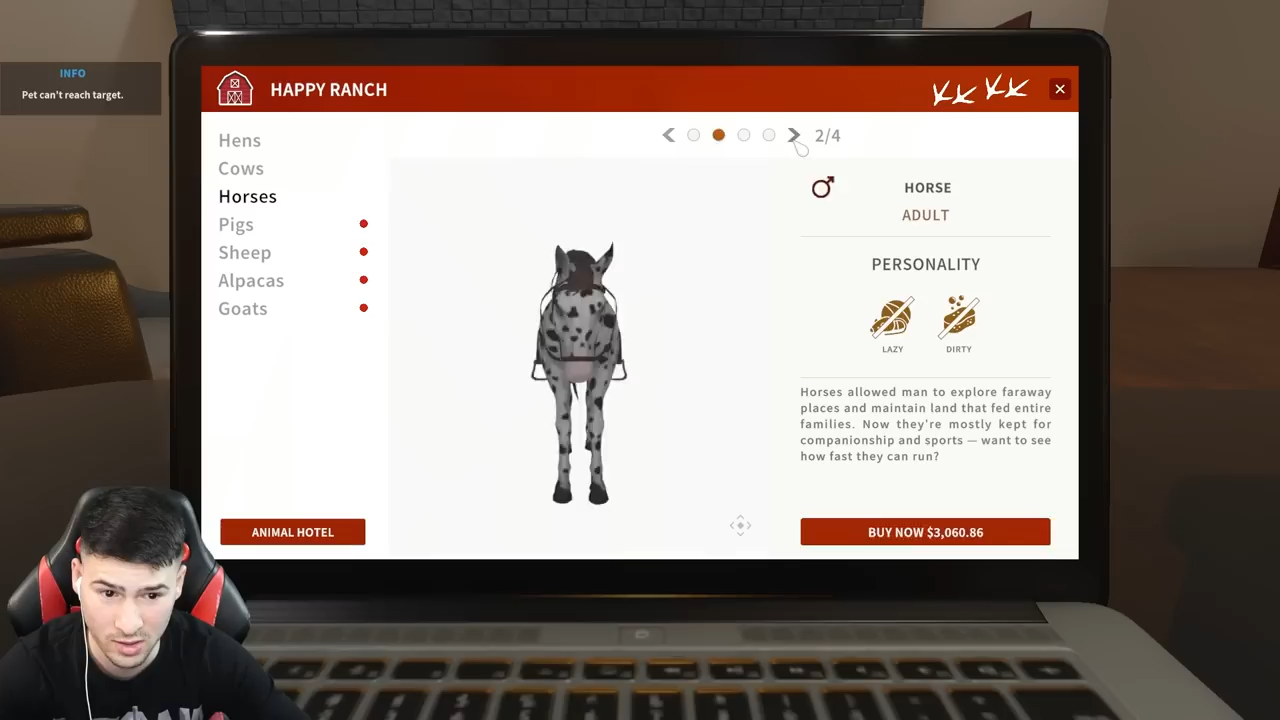 INFO
Pet can't reach target.
HAPPY RANCH
Hens
Cows
Horses
Pigs
Sheep
Alpacas
Goats
ANIMAL HOTEL
2/4
HORSE
ADULT
PERSONALITY
LAZY
DIRTY
Horses allowed man to explore faraway
places and maintain land that fed entire
families. Now they're mostly kept for
companionship and sports — want to see
how fast they can run?
BUY NOW $3,060.86